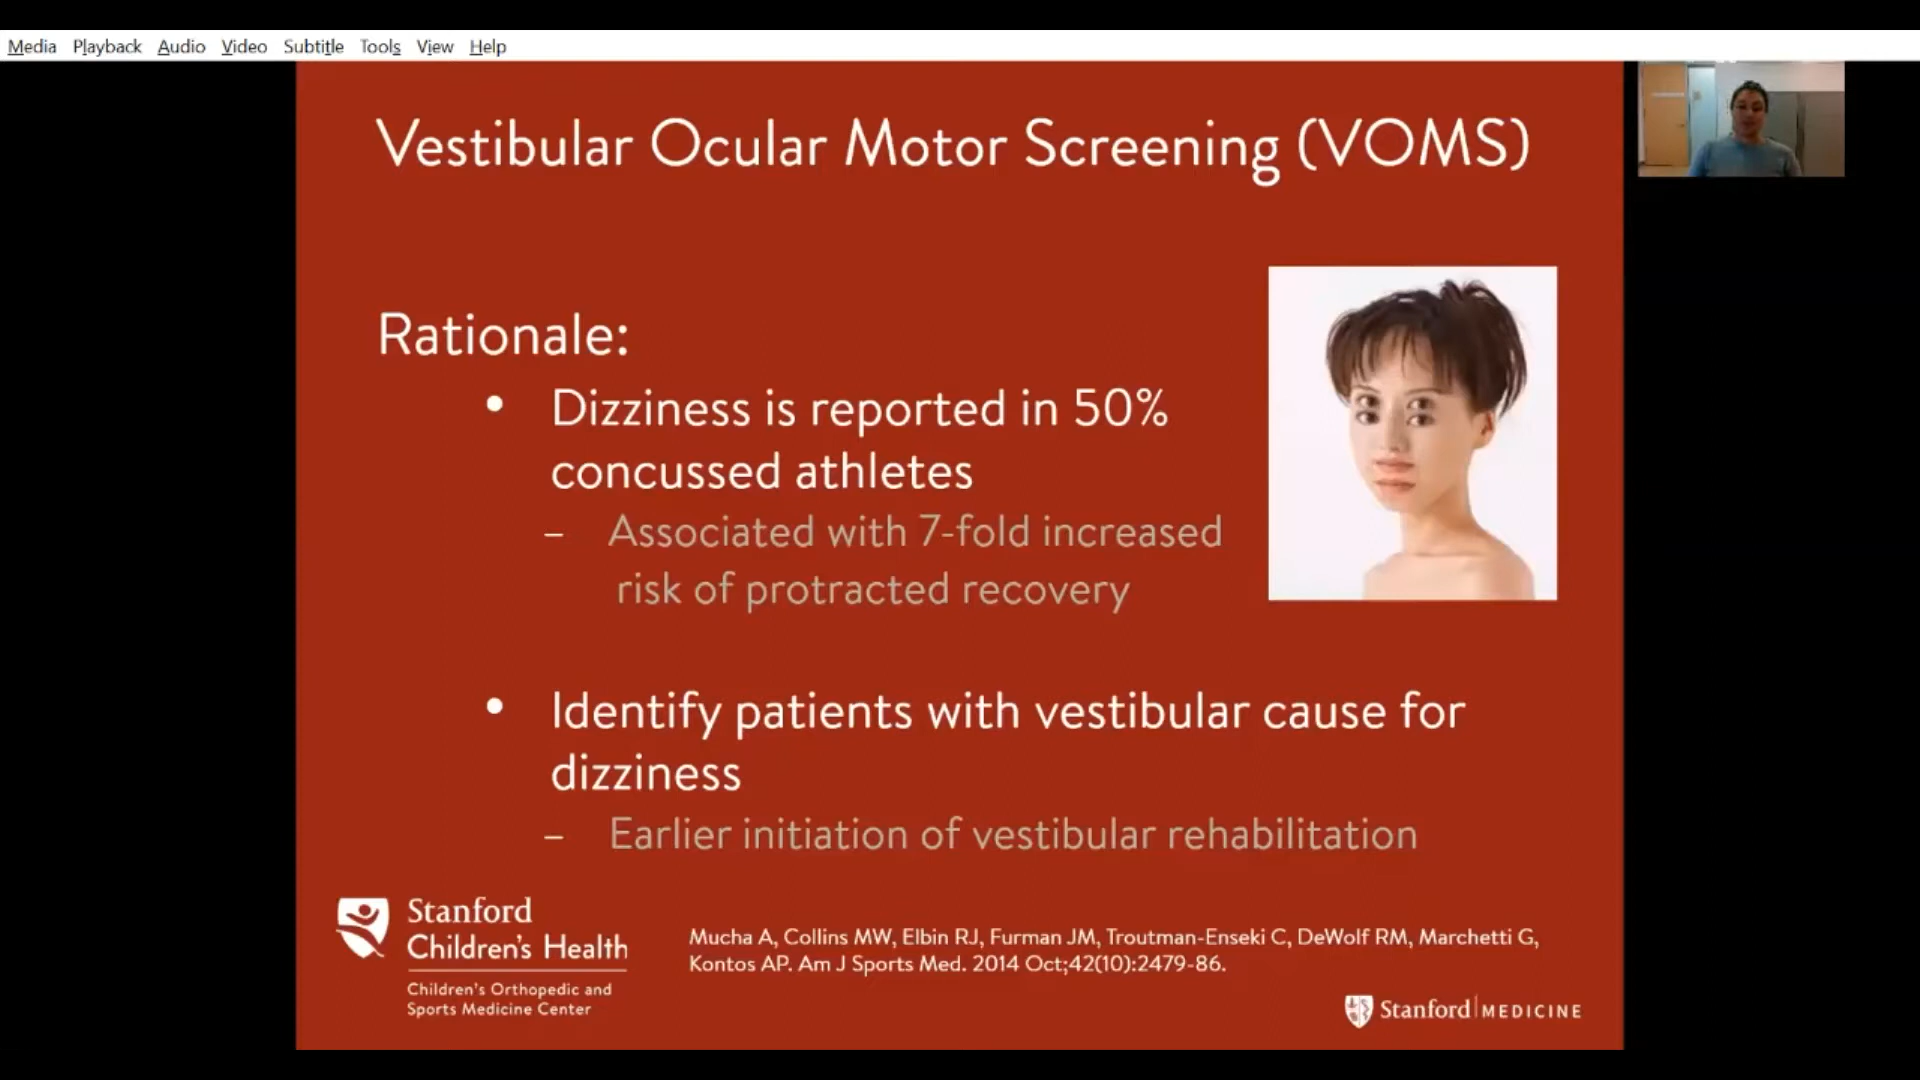 Media Playback Audio Video Subtitle Tools View Help
Vestibular Ocular Motor Screening (VOMS)
Rationale:
• Dizziness is reported in 50%
concussed athletes
– Associated with 7-fold increased
risk of protracted recovery
• Identify patients with vestibular cause for
dizziness
– Earlier initiation of vestibular rehabilitation
Stanford
Children's Health
Children's Orthopedic and
Sports Medicine Center
Mucha A, Collins MW, Elbin RJ, Furman JM, Troutman-Enseki C, DeWolf RM, Marchetti G,
Kontos AP. Am J Sports Med. 2014 Oct;42(10):2479-86.
Stanford MEDICINE